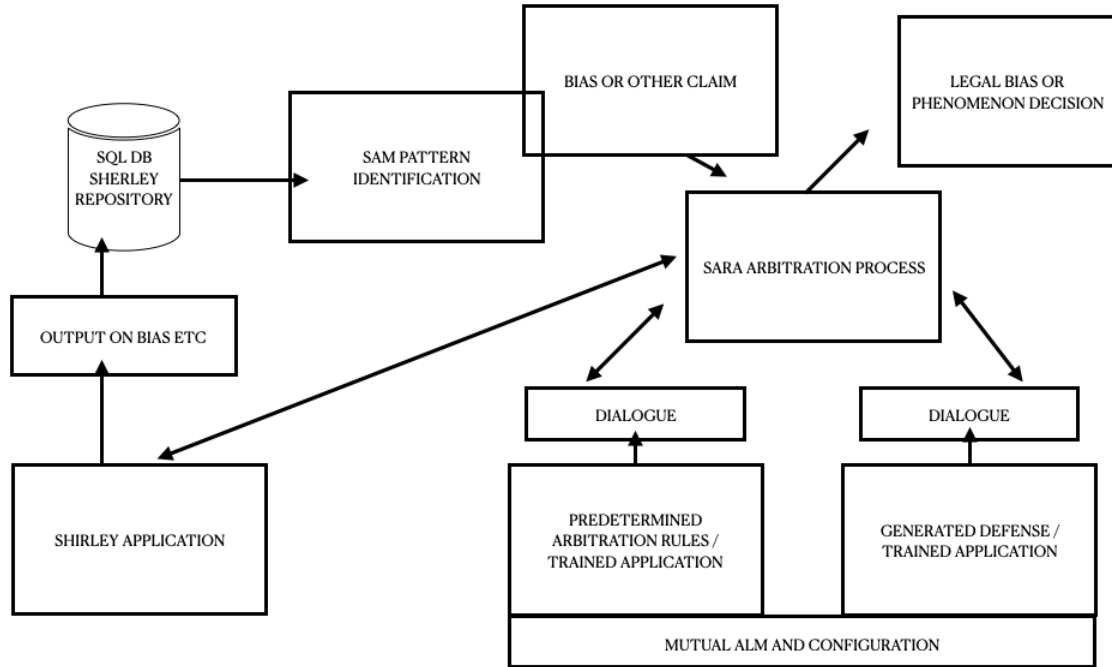 BIAS OR OTHER CLAIM
LEGAL BIAS OR
PHENOMENON DECISION
SQL DB
SHERLEY
REPOSITORY
SAM PATTERN
IDENTIFICATION
SARA ARBITRATION PROCESS
OUTPUT ON BIAS ETC
DIALOGUE
DIALOGUE
SHIRLEY APPLICATION
PREDETERMINED
ARBITRATION RULES /
TRAINED APPLICATION
GENERATED DEFENSE /
TRAINED APPLICATION
MUTUAL ALM AND CONFIGURATION